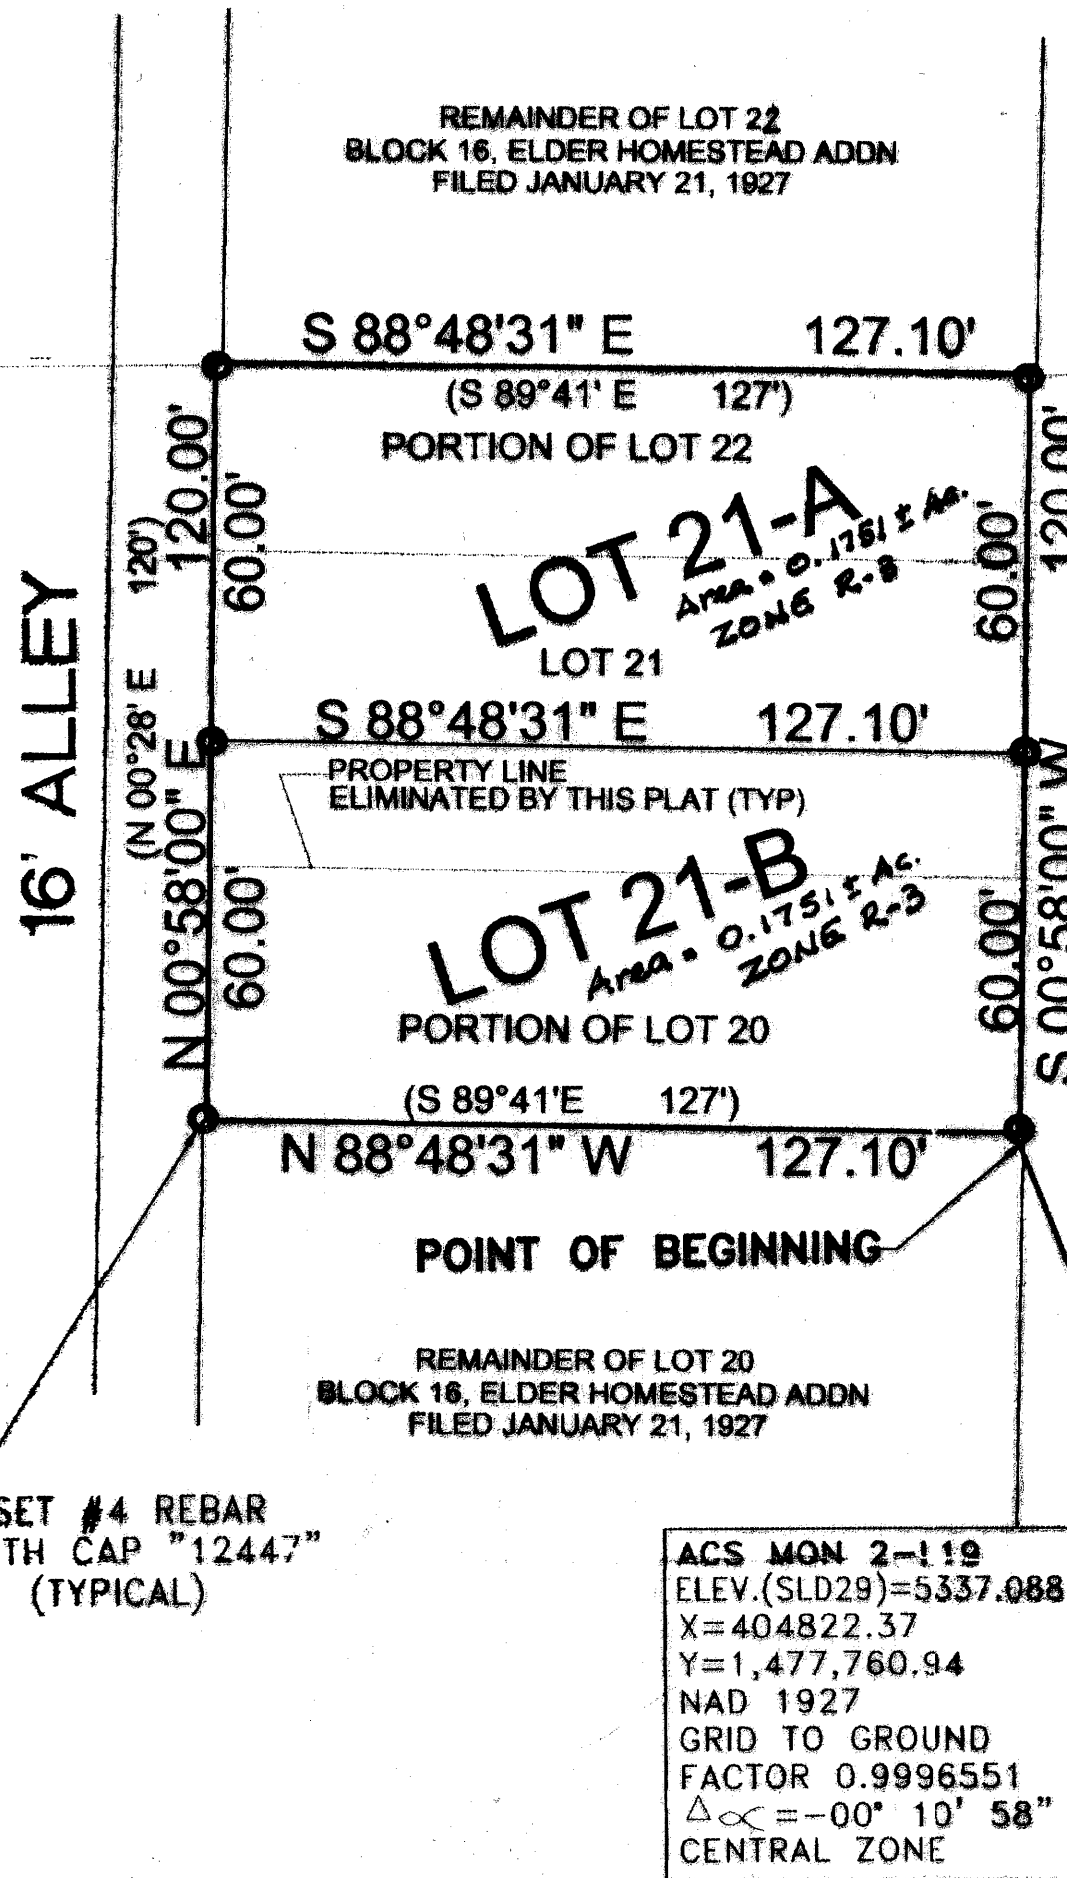 REMAINDER OF LOT 22
BLOCK 16, ELDER HOMESTEAD ADDN
FILED JANUARY 21, 1927
S 88°48'31" E 127.10'
(S 89°41' E 127')
PORTION OF LOT 22
120.00'
60.00'
120')
LOT 21-A
Area = 0.1751 ± Ac.
ZONE R-3
60.00'
120.00'
LOT 21
16' ALLEY
(N 00°28' E
N 00°58'00" E
S 88°48'31" E 127.10'
PROPERTY LINE
ELIMINATED BY THIS PLAT (TYP)
60.00'
LOT 21-B
Area = 0.1751 ± Ac.
ZONE R-3
60.00'
S 00°58'00" W
PORTION OF LOT 20
(S 89°41'E 127')
N 88°48'31" W 127.10'
POINT OF BEGINNING
REMAINDER OF LOT 20
BLOCK 16, ELDER HOMESTEAD ADDN
FILED JANUARY 21, 1927
SET #4 REBAR
TH CAP "12447"
(TYPICAL)
ACS MON 2-119
ELEV.(SLD29)=5337.088
X=404822.37
Y=1,477,760.94
NAD 1927
GRID TO GROUND
FACTOR 0.9996551
Δ∝ =-00° 10' 58"
CENTRAL ZONE